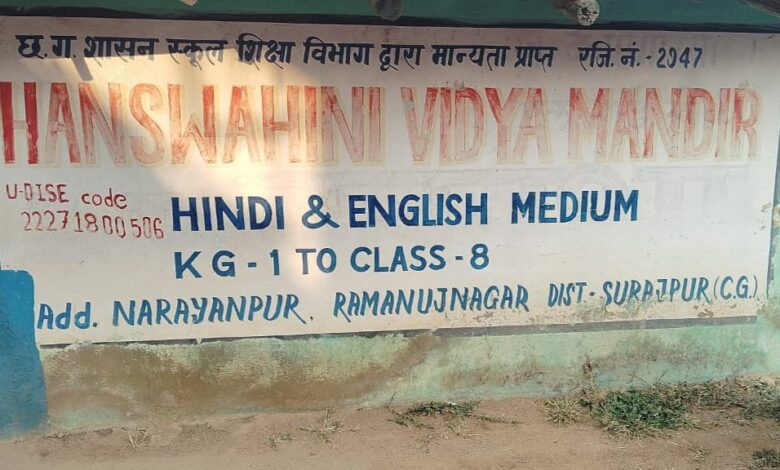 छ.ग. शासन स्कूल शिक्षा विभाग द्वारा मान्यता प्राप्त रजि. नं.-2947
HANSWAHINI VIDYA MANDIR
U-DISE code
22271800506
HINDI & ENGLISH MEDIUM
KG-1 TO CLASS-8
Add. NARAYANPUR, RAMANUJNAGAR DIST-SURAJPUR (C.G.)